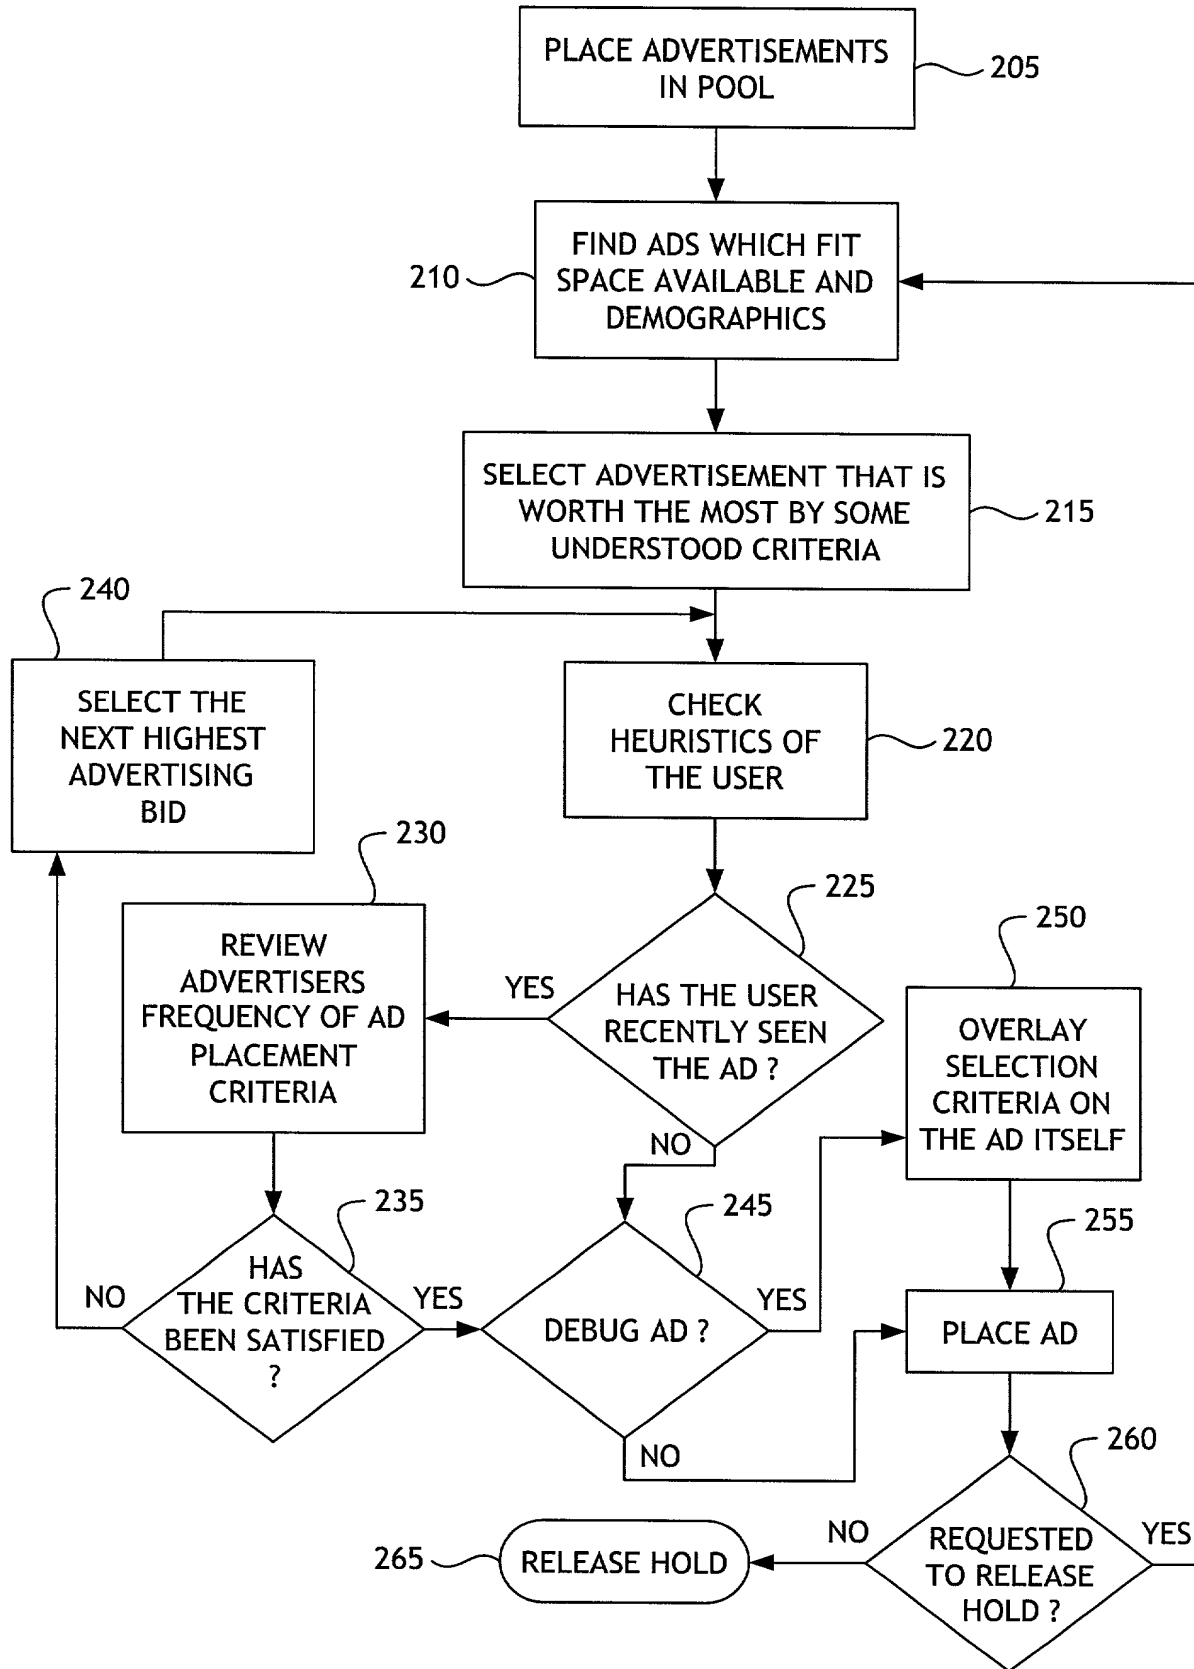 PLACE ADVERTISEMENTS
IN POOL
205
FIND ADS WHICH FIT
SPACE AVAILABLE AND
DEMOGRAPHICS
210
SELECT ADVERTISEMENT THAT IS
WORTH THE MOST BY SOME
UNDERSTOOD CRITERIA
215
240
SELECT THE
NEXT HIGHEST
ADVERTISING
BID
CHECK
HEURISTICS OF
THE USER
220
230
REVIEW
ADVERTISERS
FREQUENCY OF AD
PLACEMENT
CRITERIA
225
YES
HAS THE USER
RECENTLY SEEN
THE AD ?
NO
250
OVERLAY
SELECTION
CRITERIA ON
THE AD ITSELF
235
NO
HAS
THE CRITERIA
BEEN SATISFIED
?
YES
245
DEBUG AD ?
YES
NO
255
PLACE AD
260
NO
REQUESTED
TO RELEASE
HOLD ?
YES
265
RELEASE HOLD